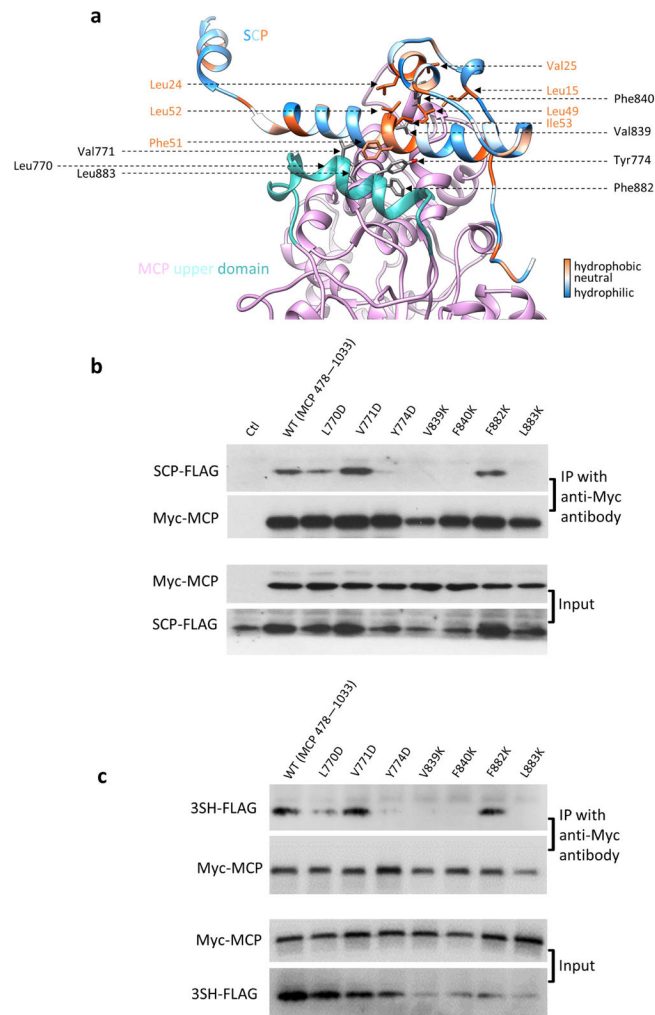 a
SCP
Val25
Leu24
Leu15
Phe840
Leu52
Leu49
Ile53
Val839
Phe51
Val771
Leu770
Leu883
Tyr774
Phe882
MCP upper domain
hydrophobic
neutral
hydrophilic
b
Ctl
WT (MCP 478—1033)
L770D
V771D
Y774D
V839K
F840K
F882K
L883K
SCP-FLAG
Myc-MCP
IP with
anti-Myc
antibody
Myc-MCP
SCP-FLAG
Input
c
WT (MCP 478—1033)
L770D
V771D
Y774D
V839K
F840K
F882K
L883K
3SH-FLAG
Myc-MCP
IP with
anti-Myc
antibody
Myc-MCP
3SH-FLAG
Input